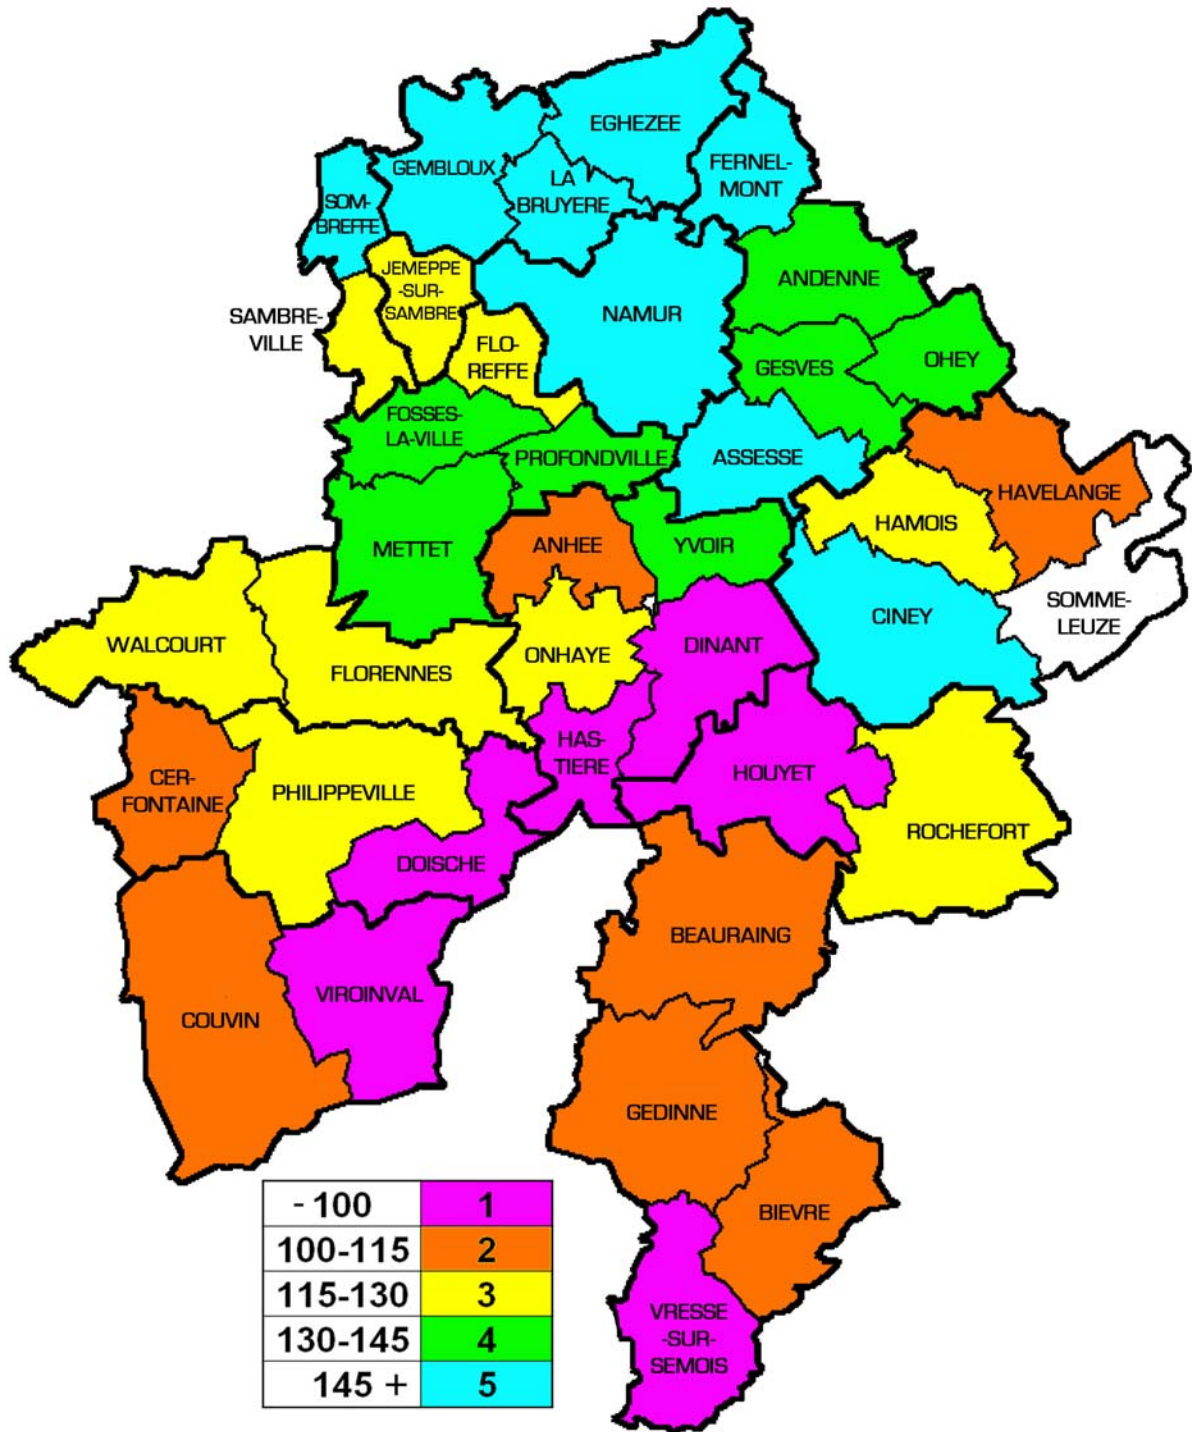 EGHEZEE
GEMBLOUX
FERNEL-
MONT
LA
BRUYERE
SOM-
BREFFE
JEMEPPE
-SUR-
SAMBRE
ANDENNE
SAMBRE-
VILLE
NAMUR
FLO-
REFFE
GESVES
OHEY
FOSSES-
LA-VILLE
PROFONDVILLE
ASSESSE
HAVELANGE
HAMOIS
METTET
ANHEE
YVOIR
SOMME-
LEUZE
CINEY
WALCOURT
FLORENNES
ONHAYE
DINANT
HAS-
TIERE
HOUYET
CER-
FONTAINE
PHILIPPEVILLE
ROCHEFORT
DOISCHE
BEAURAING
VIROINVAL
COUVIN
GEDINNE
BIEVRE
VRESSE
-SUR-
SEMOIS
- 100 1
100-115 2
115-130 3
130-145 4
145 + 5